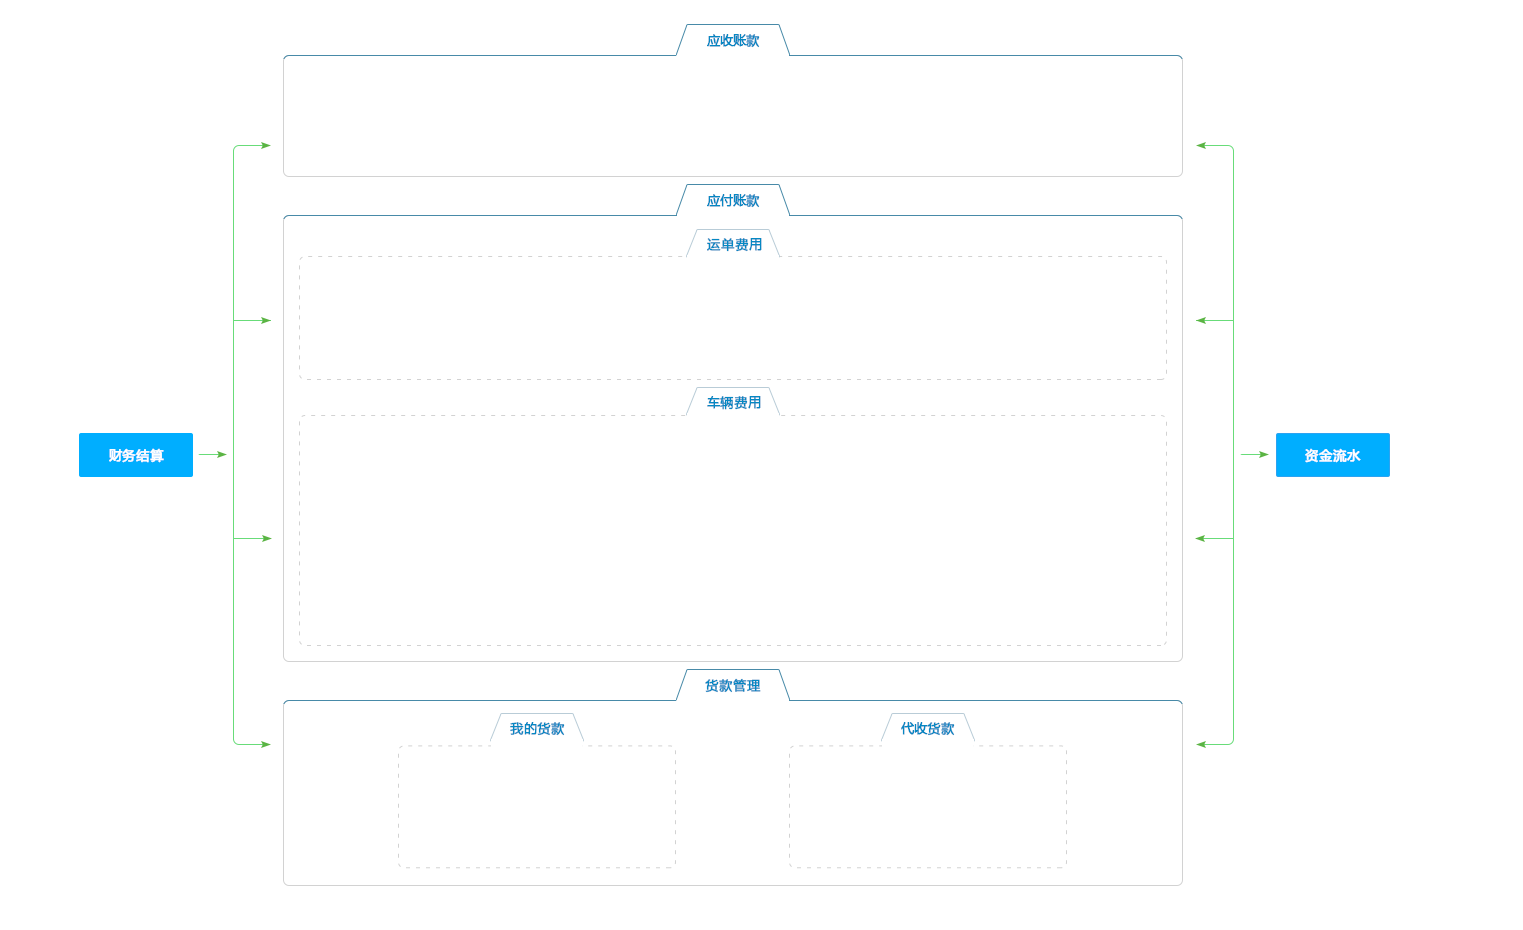 应收账款
应付账款
运单费用
车辆费用
财务结算
资金流水
货款管理
我的货款
代收货款